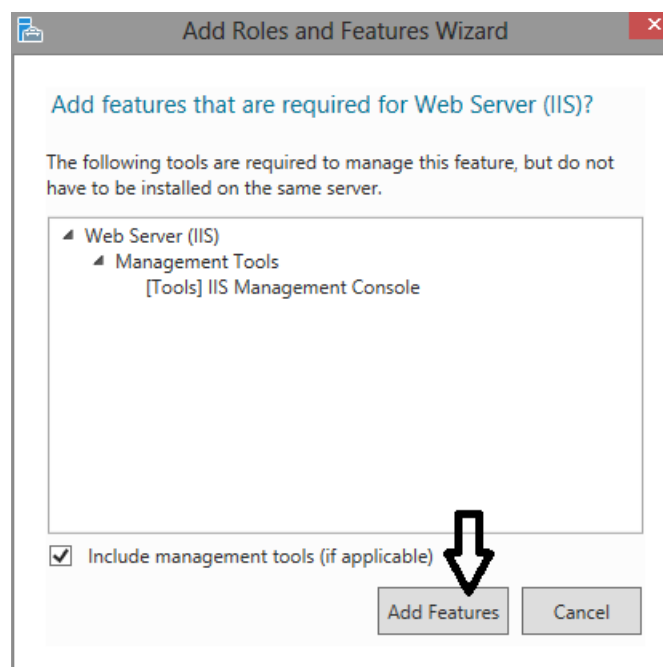 Add Roles and Features Wizard
Add features that are required for Web Server (IIS)?
The following tools are required to manage this feature, but do not
have to be installed on the same server.
Web Server (IIS)
Management Tools
[Tools] IIS Management Console
Include management tools (if applicable)
Add Features
Cancel